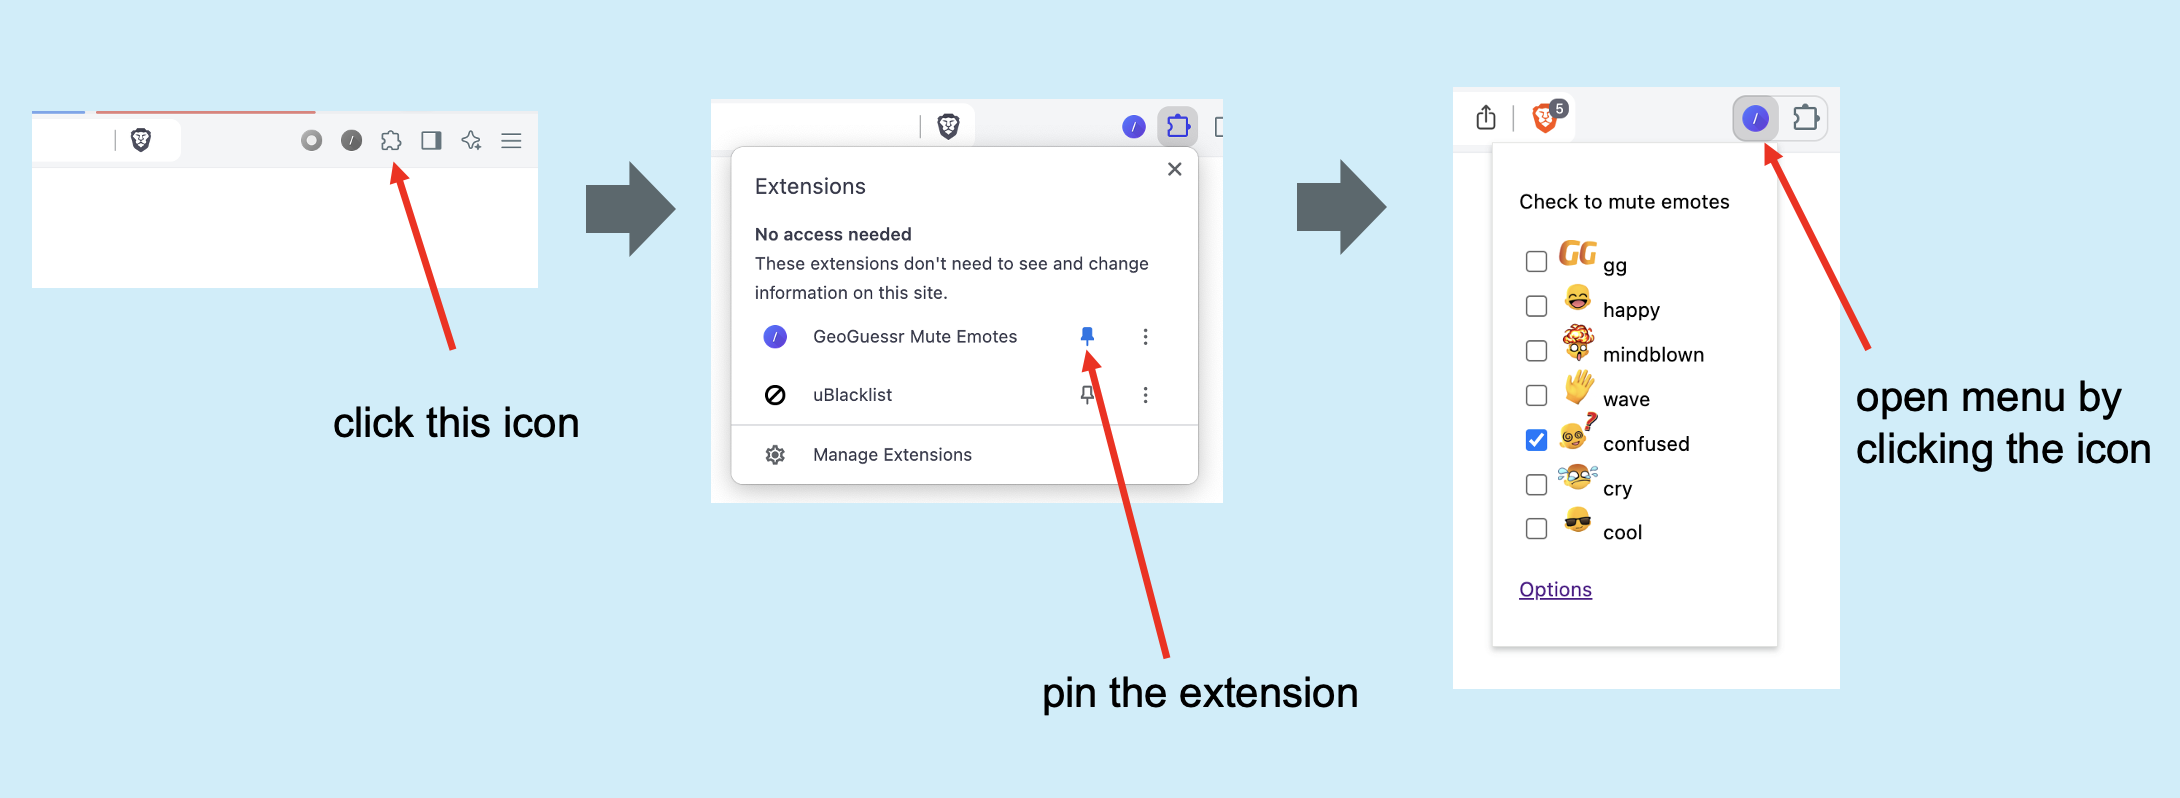 click this icon
Extensions
No access needed
These extensions don't need to see and change
information on this site.
GeoGuessr Mute Emotes
uBlacklist
Manage Extensions
pin the extension
5
Check to mute emotes
GG gg
happy
mindblown
wave
confused
cry
cool
Options
open menu by
clicking the icon